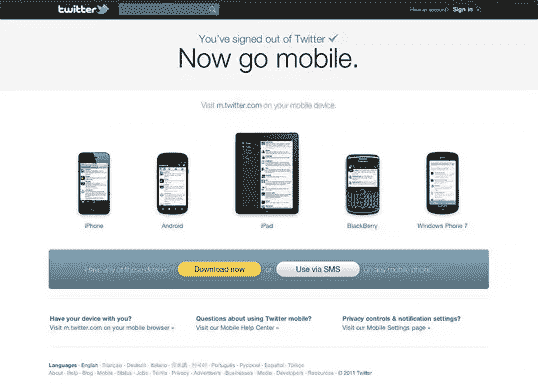 twitter
Have an account? Sign in
You've signed out of Twitter ✓
Now go mobile.
Visit m.twitter.com on your mobile device.
iPhone
Android
iPad
BlackBerry
Windows Phone 7
Have any of these devices? Download now or Use via SMS on any mobile phone
Have your device with you?
Visit m.twitter.com on your mobile browser »
Questions about using Twitter mobile?
Visit our Mobile Help Center »
Privacy controls & notification settings?
Visit our Mobile Settings page »
Languages · English · Français · Deutsch · Italiano · 日本語 · 한국어 · Português · Русский · Español · Türkçe
About · Help · Blog · Mobile · Status · Jobs · Terms · Privacy · Advertisers · Businesses · Media · Developers · Resources · © 2011 Twitter